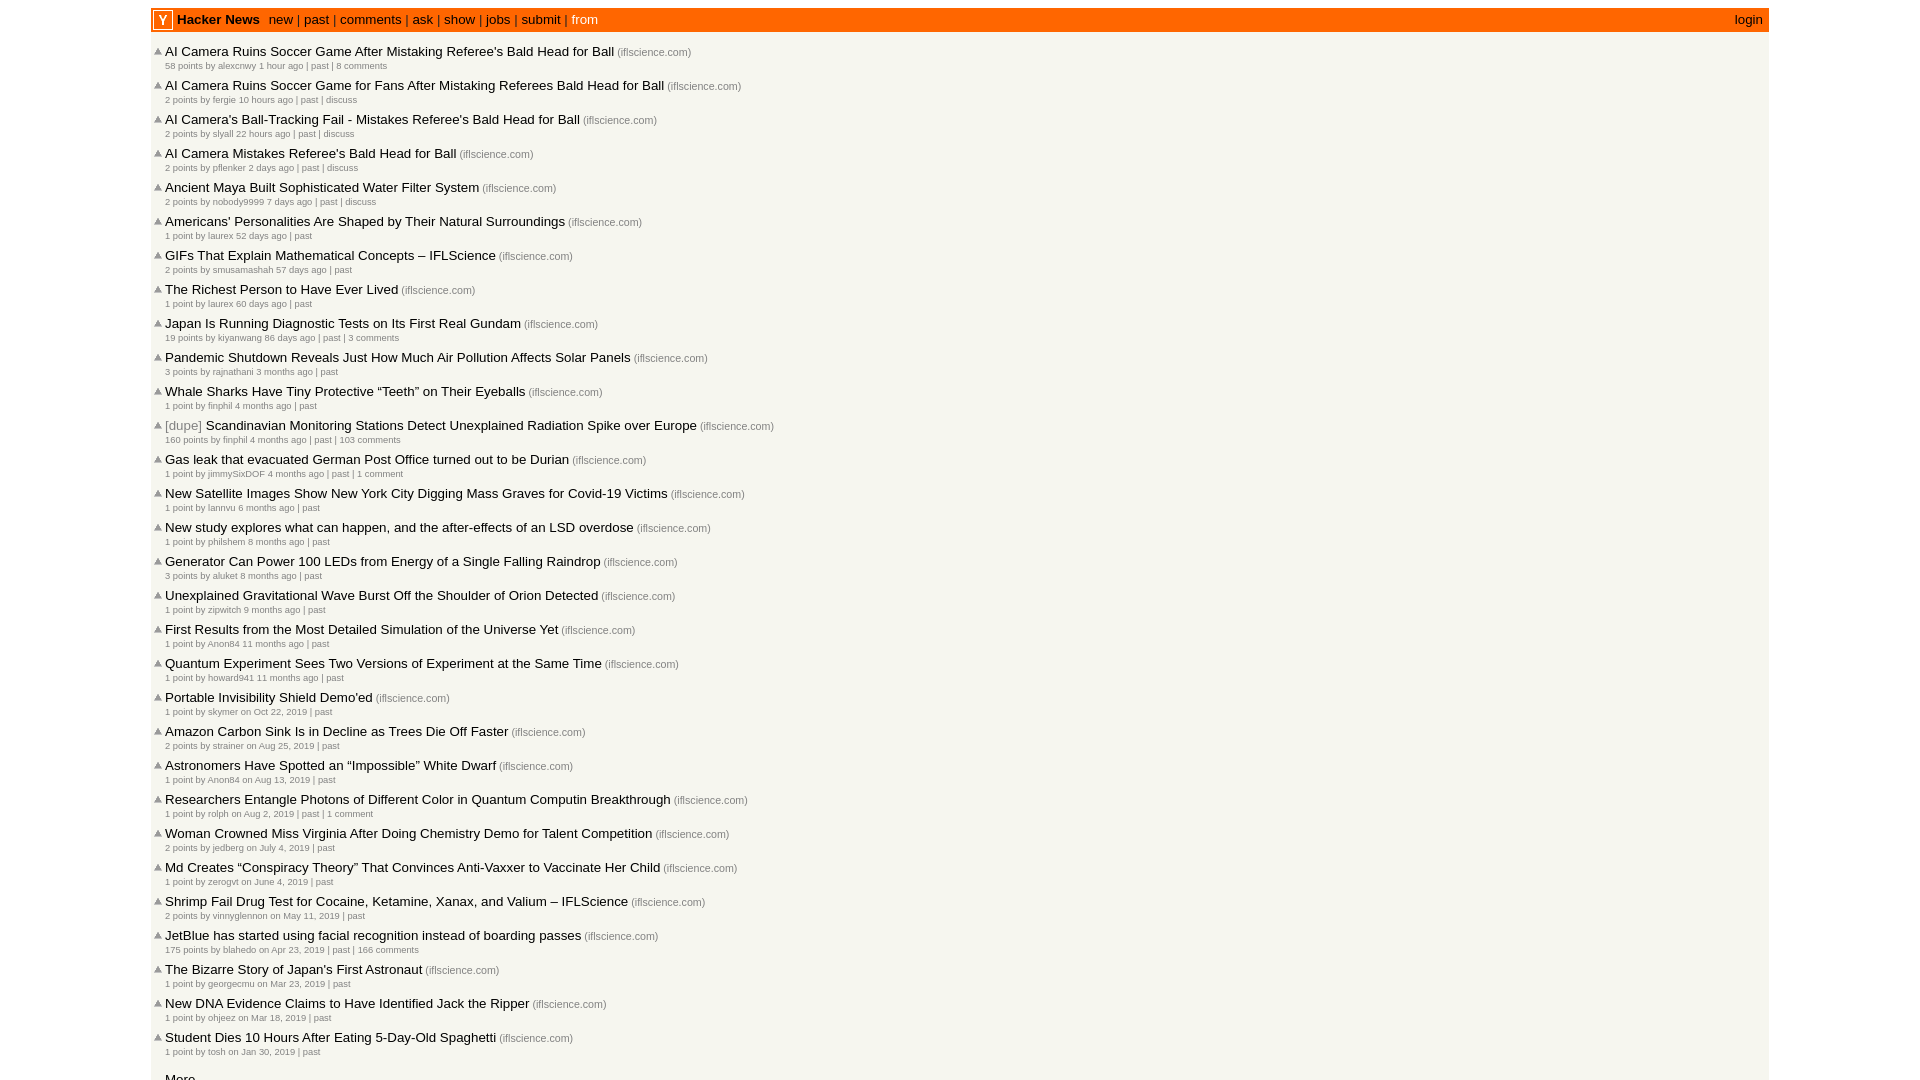 Y Hacker News new | past | comments | ask | show | jobs | submit | from login
AI Camera Ruins Soccer Game After Mistaking Referee's Bald Head for Ball (iflscience.com)
58 points by alexcnwy 1 hour ago | past | 8 comments
AI Camera Ruins Soccer Game for Fans After Mistaking Referees Bald Head for Ball (iflscience.com)
2 points by fergie 10 hours ago | past | discuss
AI Camera's Ball-Tracking Fail - Mistakes Referee's Bald Head for Ball (iflscience.com)
2 points by slyall 22 hours ago | past | discuss
AI Camera Mistakes Referee's Bald Head for Ball (iflscience.com)
2 points by pflenker 2 days ago | past | discuss
Ancient Maya Built Sophisticated Water Filter System (iflscience.com)
2 points by nobody9999 7 days ago | past | discuss
Americans' Personalities Are Shaped by Their Natural Surroundings (iflscience.com)
1 point by laurex 52 days ago | past
GIFs That Explain Mathematical Concepts – IFLScience (iflscience.com)
2 points by smusamashah 57 days ago | past
The Richest Person to Have Ever Lived (iflscience.com)
1 point by laurex 60 days ago | past
Japan Is Running Diagnostic Tests on Its First Real Gundam (iflscience.com)
19 points by kiyanwang 86 days ago | past | 3 comments
Pandemic Shutdown Reveals Just How Much Air Pollution Affects Solar Panels (iflscience.com)
3 points by rajnathani 3 months ago | past
Whale Sharks Have Tiny Protective “Teeth” on Their Eyeballs (iflscience.com)
1 point by finphil 4 months ago | past
[dupe] Scandinavian Monitoring Stations Detect Unexplained Radiation Spike over Europe (iflscience.com)
160 points by finphil 4 months ago | past | 103 comments
Gas leak that evacuated German Post Office turned out to be Durian (iflscience.com)
1 point by jimmySixDOF 4 months ago | past | 1 comment
New Satellite Images Show New York City Digging Mass Graves for Covid-19 Victims (iflscience.com)
1 point by lannvu 6 months ago | past
New study explores what can happen, and the after-effects of an LSD overdose (iflscience.com)
1 point by philshem 8 months ago | past
Generator Can Power 100 LEDs from Energy of a Single Falling Raindrop (iflscience.com)
3 points by aluket 8 months ago | past
Unexplained Gravitational Wave Burst Off the Shoulder of Orion Detected (iflscience.com)
1 point by zipwitch 9 months ago | past
First Results from the Most Detailed Simulation of the Universe Yet (iflscience.com)
1 point by Anon84 11 months ago | past
Quantum Experiment Sees Two Versions of Experiment at the Same Time (iflscience.com)
1 point by howard941 11 months ago | past
Portable Invisibility Shield Demo'ed (iflscience.com)
1 point by skymer on Oct 22, 2019 | past
Amazon Carbon Sink Is in Decline as Trees Die Off Faster (iflscience.com)
2 points by strainer on Aug 25, 2019 | past
Astronomers Have Spotted an “Impossible” White Dwarf (iflscience.com)
1 point by Anon84 on Aug 13, 2019 | past
Researchers Entangle Photons of Different Color in Quantum Computin Breakthrough (iflscience.com)
1 point by rolph on Aug 2, 2019 | past | 1 comment
Woman Crowned Miss Virginia After Doing Chemistry Demo for Talent Competition (iflscience.com)
2 points by jedberg on July 4, 2019 | past
Md Creates “Conspiracy Theory” That Convinces Anti-Vaxxer to Vaccinate Her Child (iflscience.com)
1 point by zerogvt on June 4, 2019 | past
Shrimp Fail Drug Test for Cocaine, Ketamine, Xanax, and Valium – IFLScience (iflscience.com)
2 points by vinnyglennon on May 11, 2019 | past
JetBlue has started using facial recognition instead of boarding passes (iflscience.com)
175 points by blahedo on Apr 23, 2019 | past | 166 comments
The Bizarre Story of Japan's First Astronaut (iflscience.com)
1 point by georgecmu on Mar 23, 2019 | past
New DNA Evidence Claims to Have Identified Jack the Ripper (iflscience.com)
1 point by ohjeez on Mar 18, 2019 | past
Student Dies 10 Hours After Eating 5-Day-Old Spaghetti (iflscience.com)
1 point by tosh on Jan 30, 2019 | past
More